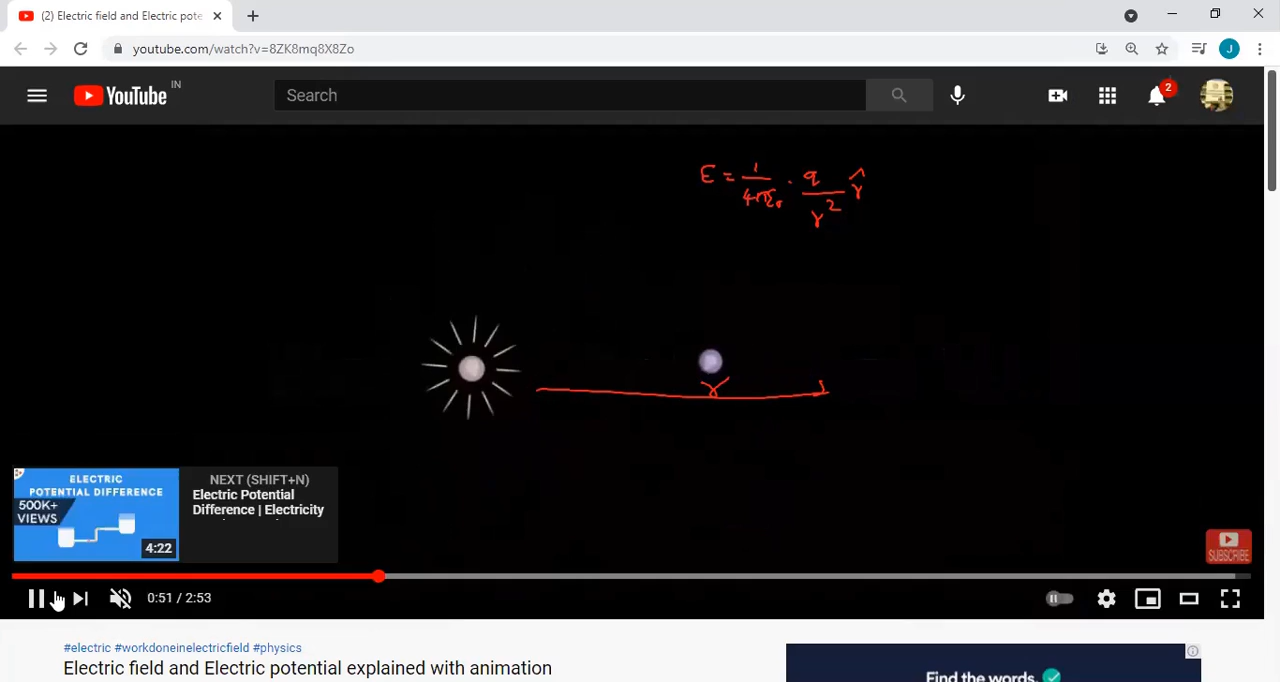 (2) Electric field and Electric pote
youtube.com/watch?v=8ZK8mq8X8Zo
J
YouTube IN
Search
2
E = 1/4πε₀ . q/r² r̂
r
ELECTRIC
POTENTIAL DIFFERENCE
500K+
VIEWS
4:22
NEXT (SHIFT+N)
Electric Potential
Difference | Electricity
SUBSCRIBE
0:51 / 2:53
#electric #workdoneinelectricfield #physics
Electric field and Electric potential explained with animation
Find the words.